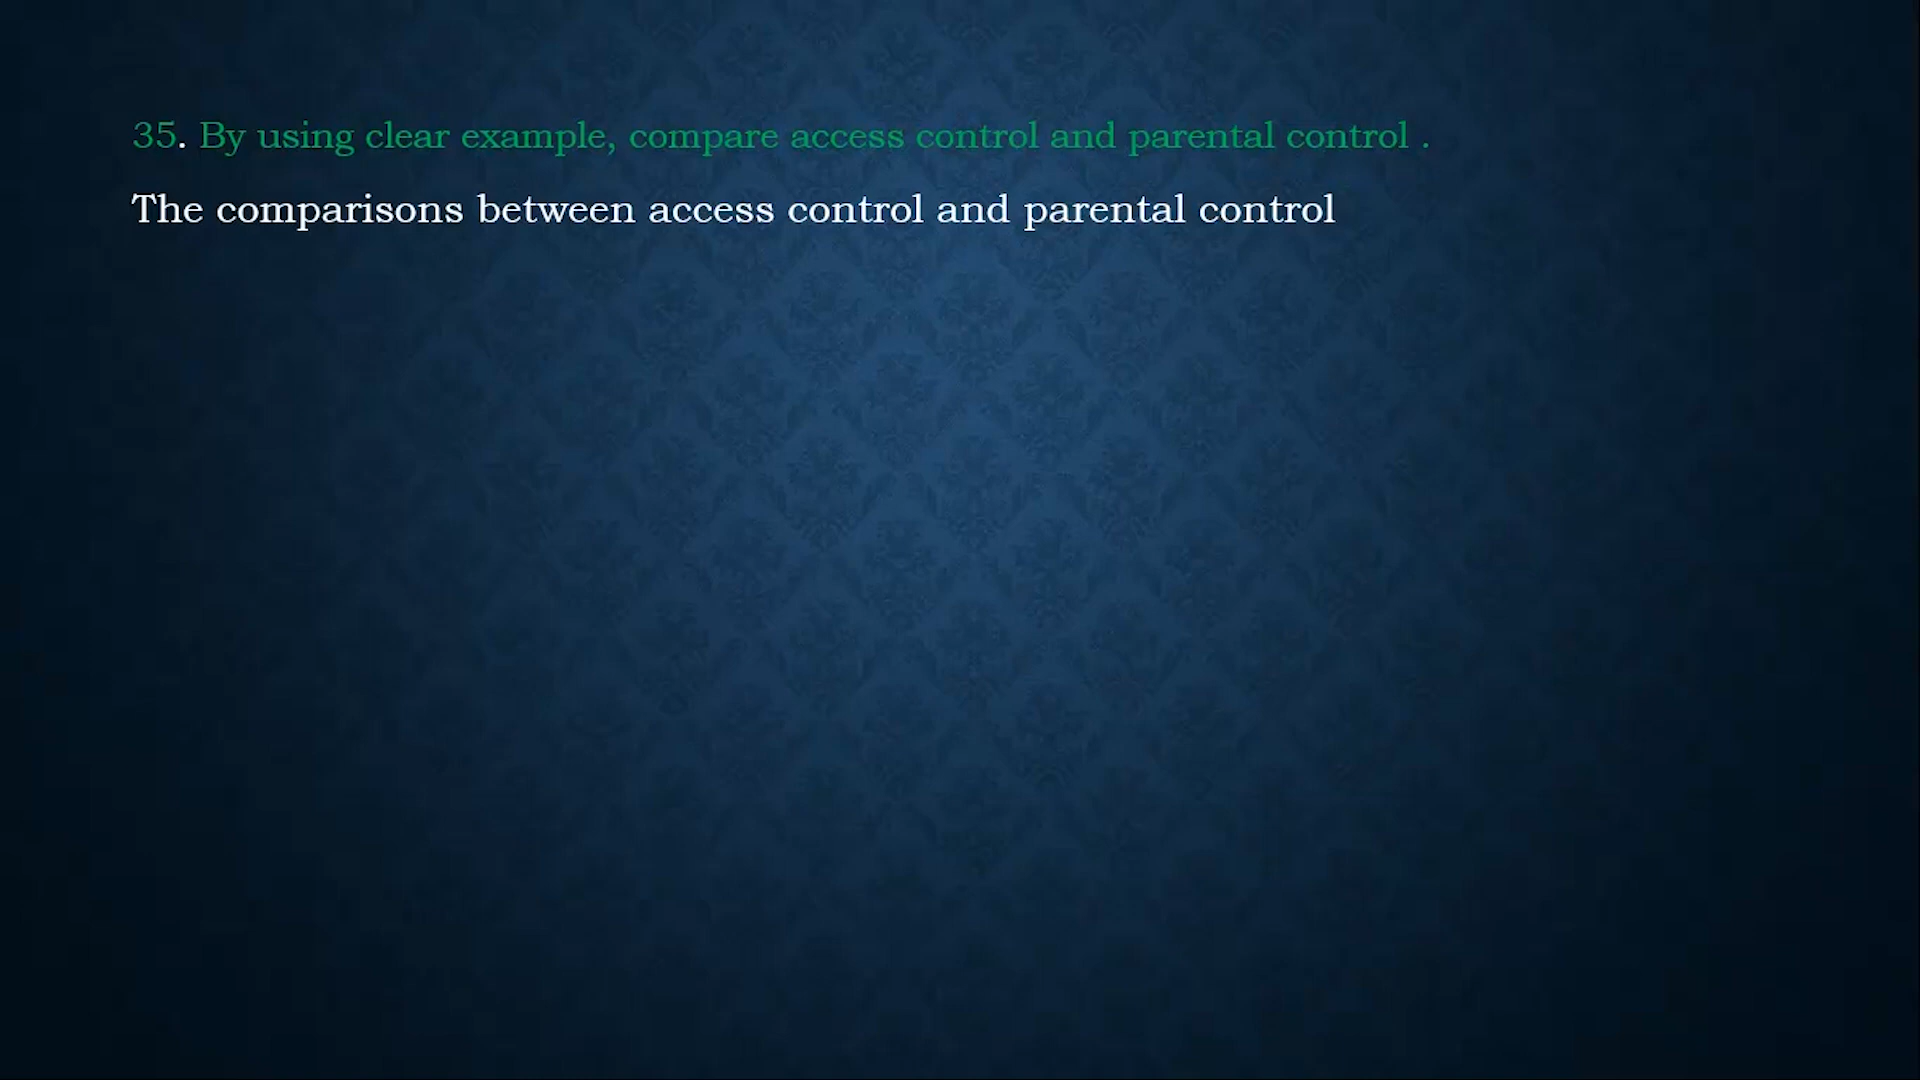 35. By using clear example, compare access control and parental control .
The comparisons between access control and parental control